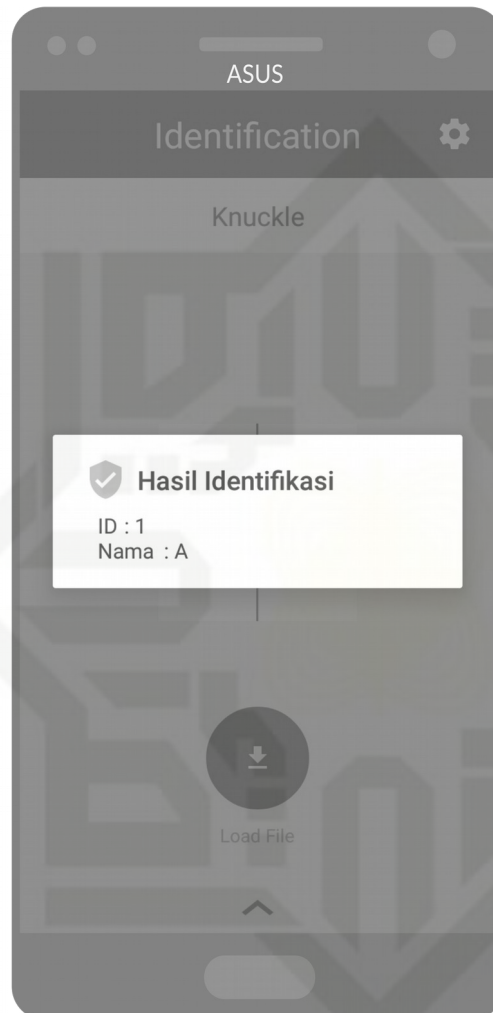 ASUS
Identification
Knuckle
Hasil Identifikasi
ID : 1
Nama : A
Load File